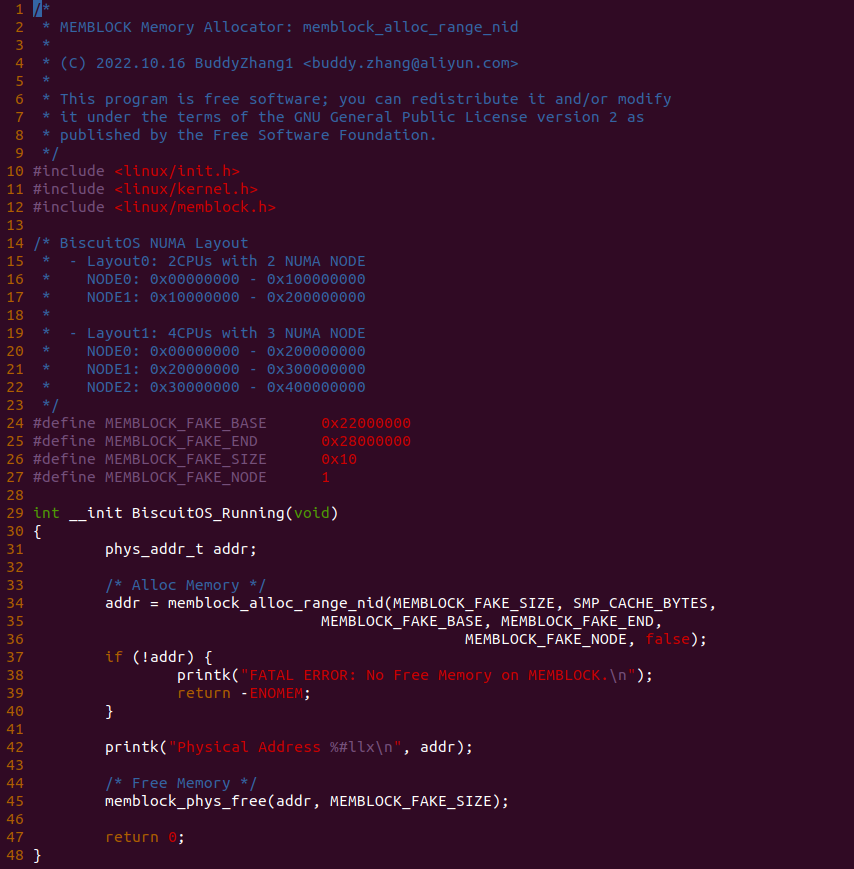 1 /*
2  * MEMBLOCK Memory Allocator: memblock_alloc_range_nid
3  *
4  * (C) 2022.10.16 BuddyZhang1 <buddy.zhang@aliyun.com>
5  *
6  * This program is free software; you can redistribute it and/or modify
7  * it under the terms of the GNU General Public License version 2 as
8  * published by the Free Software Foundation.
9  */
10 #include <linux/init.h>
11 #include <linux/kernel.h>
12 #include <linux/memblock.h>
13
14 /* BiscuitOS NUMA Layout
15  *  - Layout0: 2CPUs with 2 NUMA NODE
16  *    NODE0: 0x00000000 - 0x100000000
17  *    NODE1: 0x10000000 - 0x200000000
18  *
19  *  - Layout1: 4CPUs with 3 NUMA NODE
20  *    NODE0: 0x00000000 - 0x200000000
21  *    NODE1: 0x20000000 - 0x300000000
22  *    NODE2: 0x30000000 - 0x400000000
23  */
24 #define MEMBLOCK_FAKE_BASE      0x22000000
25 #define MEMBLOCK_FAKE_END       0x28000000
26 #define MEMBLOCK_FAKE_SIZE      0x10
27 #define MEMBLOCK_FAKE_NODE      1
28
29 int __init BiscuitOS_Running(void)
30 {
31         phys_addr_t addr;
32
33         /* Alloc Memory */
34         addr = memblock_alloc_range_nid(MEMBLOCK_FAKE_SIZE, SMP_CACHE_BYTES,
35                                 MEMBLOCK_FAKE_BASE, MEMBLOCK_FAKE_END,
36                                                 MEMBLOCK_FAKE_NODE, false);
37         if (!addr) {
38                 printk("FATAL ERROR: No Free Memory on MEMBLOCK.\n");
39                 return -ENOMEM;
40         }
41
42         printk("Physical Address %#llx\n", addr);
43
44         /* Free Memory */
45         memblock_phys_free(addr, MEMBLOCK_FAKE_SIZE);
46
47         return 0;
48 }